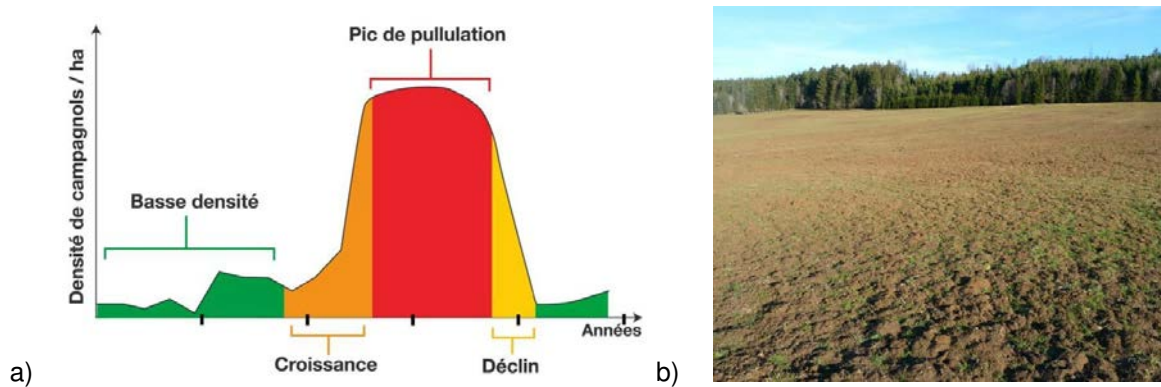 Pic de pullulation
Densité de campagnols / ha
Basse densité
Années
Croissance
Déclin
a)
b)